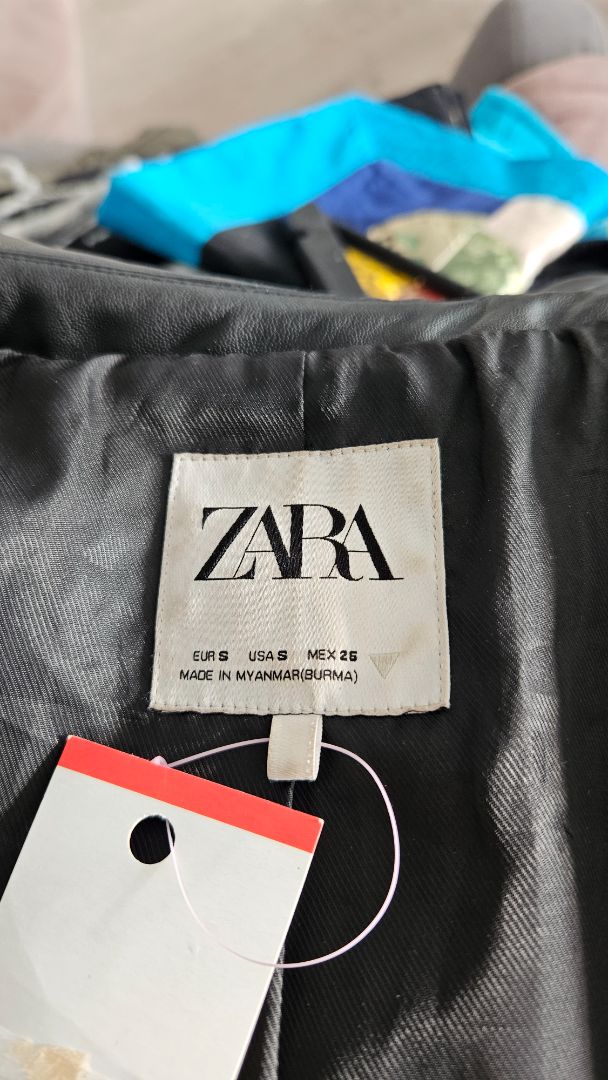 ZARA
EUR S USA S MEX 26
MADE IN MYANMAR(BURMA)